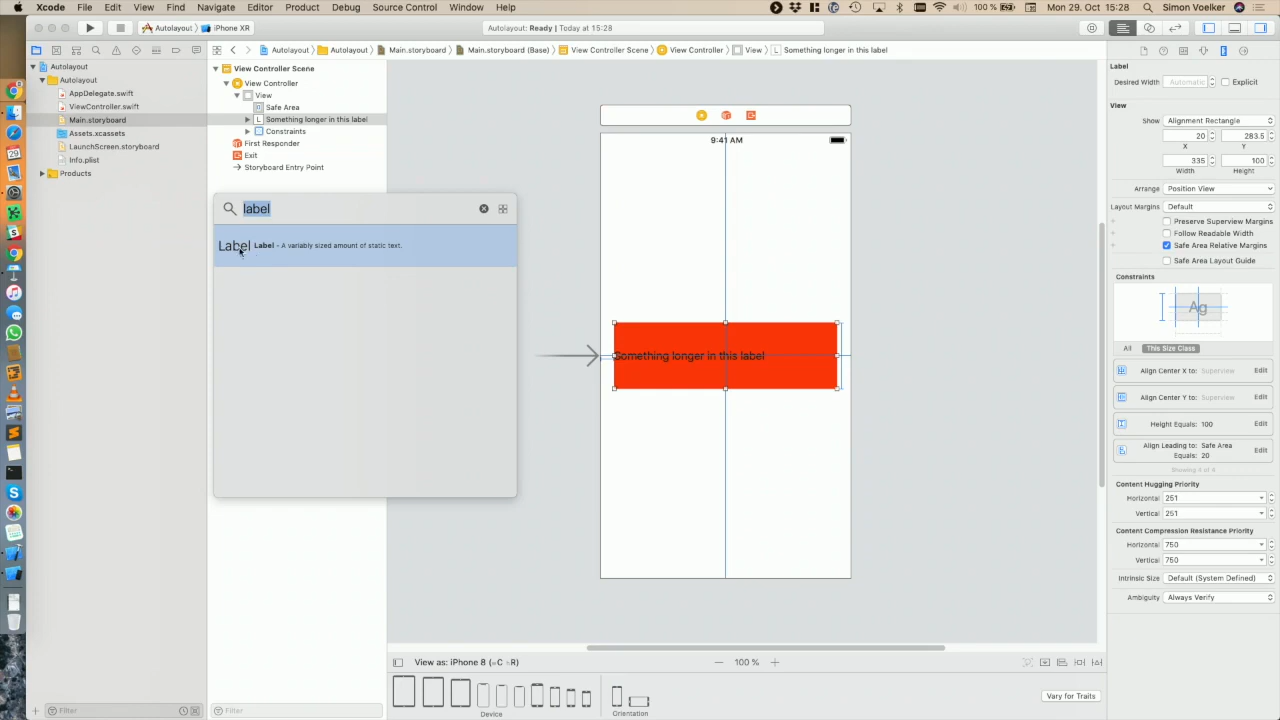 Xcode File Edit View Find Navigate Editor Product Debug Source Control Window Help
100 % Mon 29. Oct 15:28 Simon Voelker
Autolayout iPhone XR
Autolayout: Ready | Today at 15:28
Autolayout Autolayout Main.storyboard Main.storyboard (Base) View Controller Scene View Controller View L Something longer in this label
Autolayout
Autolayout
AppDelegate.swift
ViewController.swift
Main.storyboard
Assets.xcassets
LaunchScreen.storyboard
Info.plist
Products
View Controller Scene
View Controller
View
Safe Area
L Something longer in this label
Constraints
First Responder
Exit
Storyboard Entry Point
label
Label Label - A variably sized amount of static text.
9:41 AM
Something longer in this label
Label
Desired Width Automatic Explicit
View
Show Alignment Rectangle
20 283.5
X Y
335 100
Width Height
Arrange Position View
Layout Margins Default
Preserve Superview Margins
Follow Readable Width
Safe Area Relative Margins
Safe Area Layout Guide
Constraints
Ag
All This Size Class
Align Center X to: Superview Edit
Align Center Y to: Superview Edit
Height Equals: 100 Edit
Align Leading to: Safe Area
Equals: 20 Edit
Showing 4 of 4
Content Hugging Priority
Horizontal 251
Vertical 251
Content Compression Resistance Priority
Horizontal 750
Vertical 750
Intrinsic Size Default (System Defined)
Ambiguity Always Verify
View as: iPhone 8 (wC hR)
100 %
Vary for Traits
Device Orientation
Filter
Filter